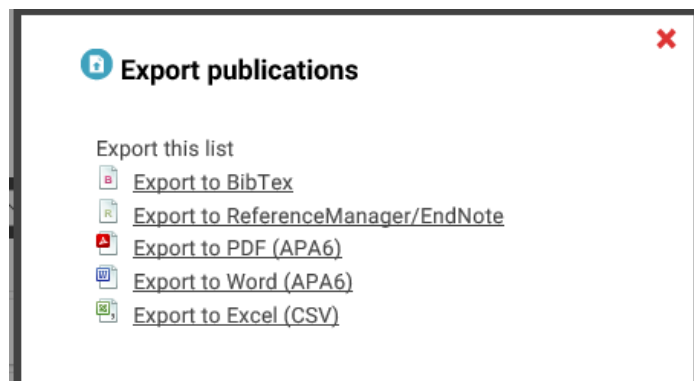 Export publications
Export this list
Export to BibTex
Export to ReferenceManager/EndNote
Export to PDF (APA6)
Export to Word (APA6)
Export to Excel (CSV)